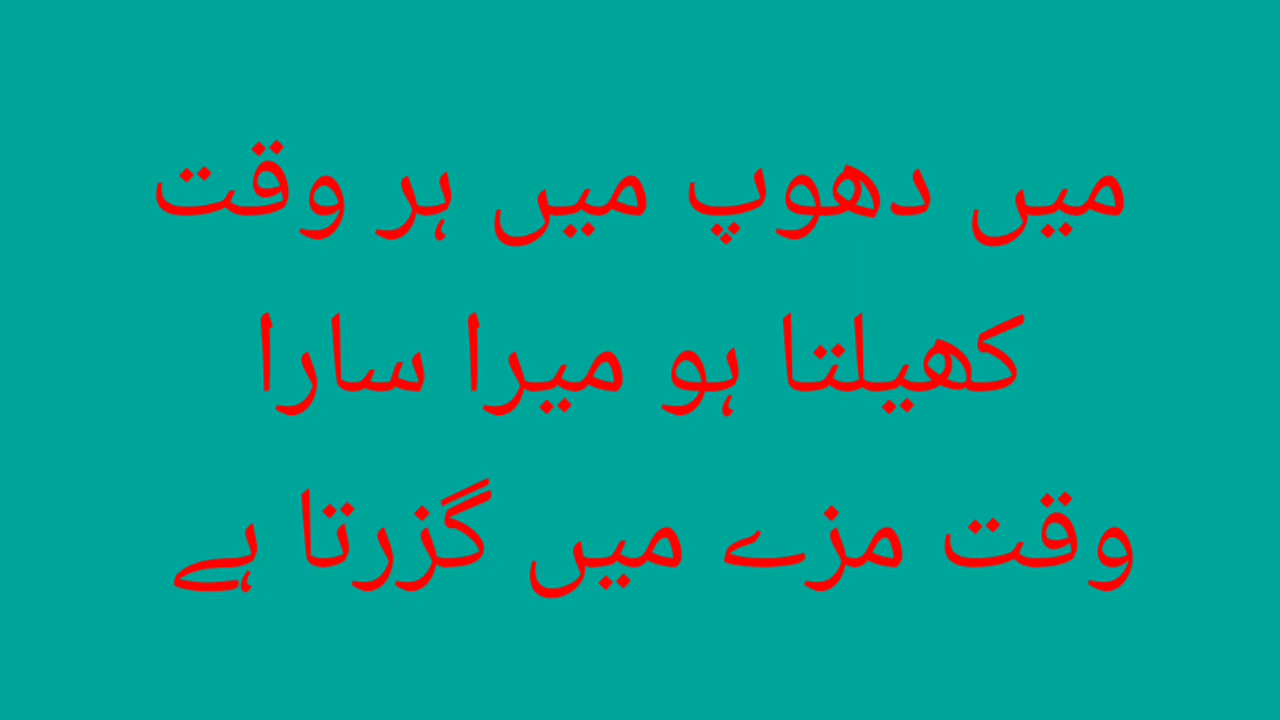 میں دھوپ میں ہر وقت
کھیلتا ہو میرا سارا
وقت مزے میں گزرتا ہے